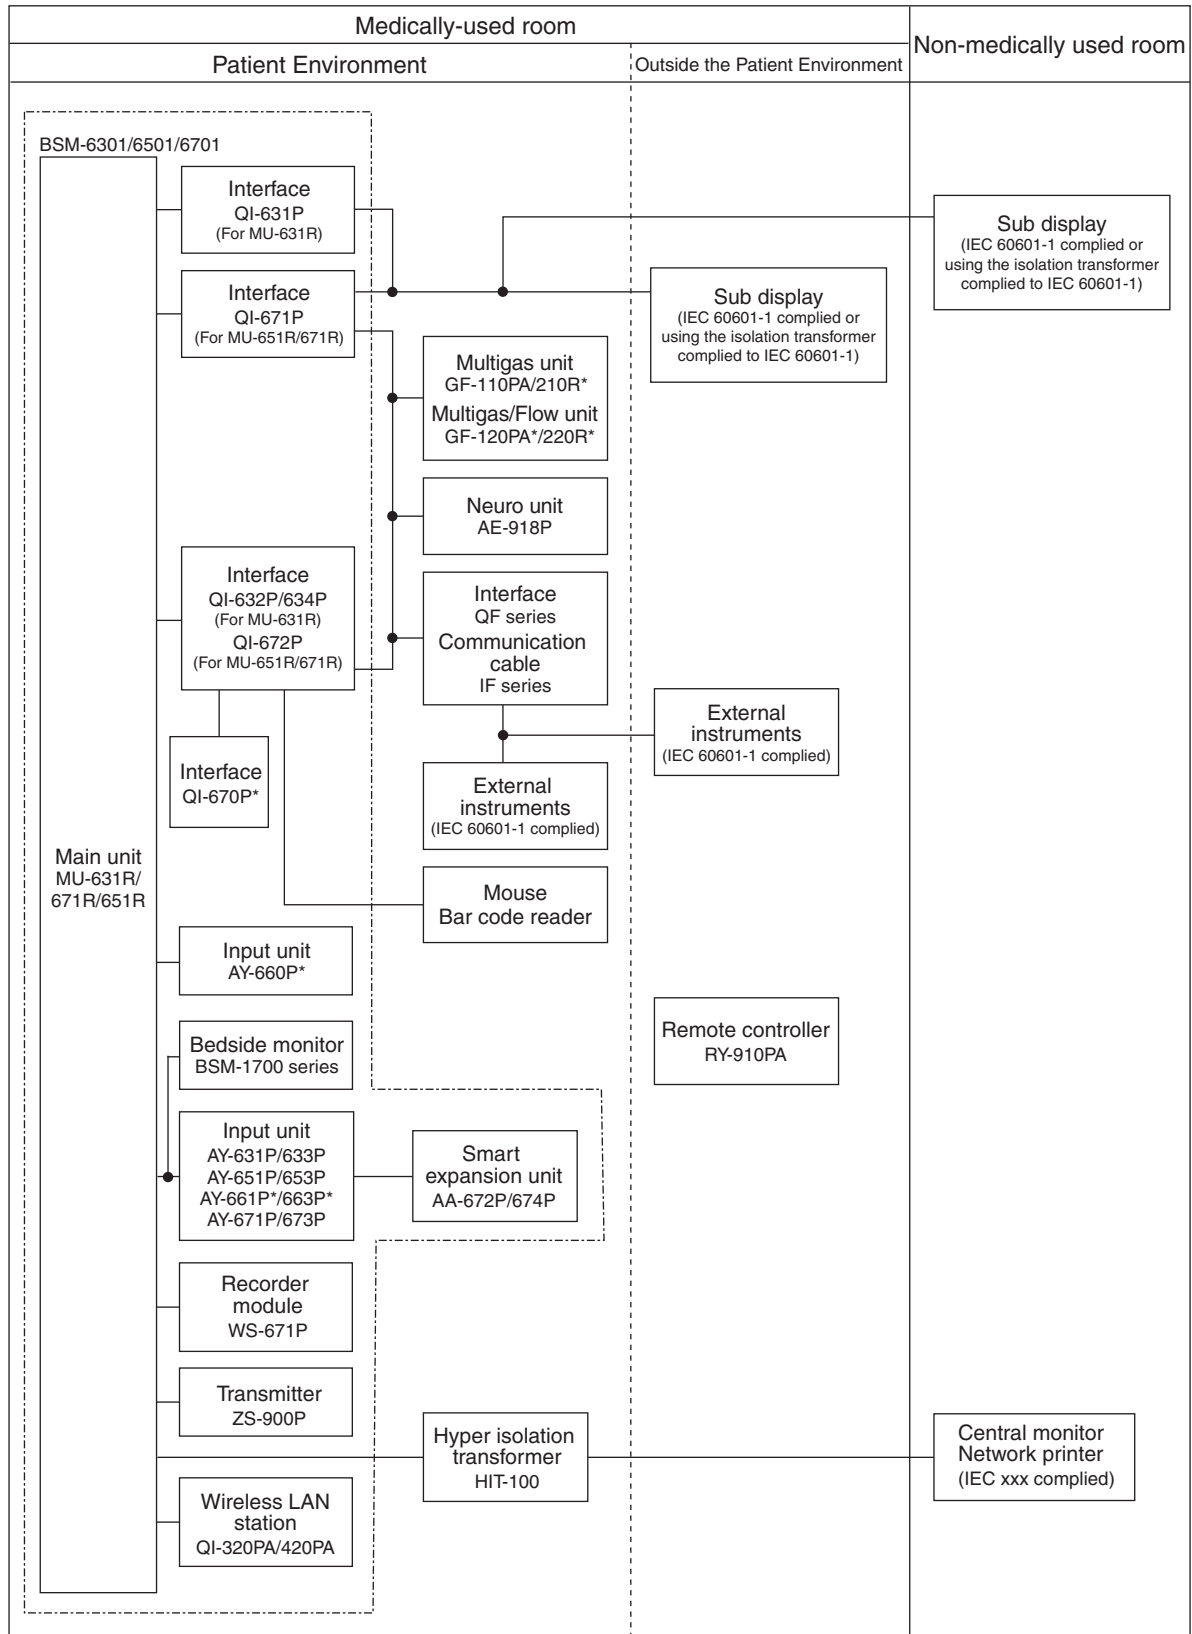 Medically-used room
Non-medically used room
Patient Environment
Outside the Patient Environment
BSM-6301/6501/6701
Interface
QI-631P
(For MU-631R)
Sub display
(IEC 60601-1 complied or
using the isolation transformer
complied to IEC 60601-1)
Interface
QI-671P
(For MU-651R/671R)
Sub display
(IEC 60601-1 complied or
using the isolation transformer
complied to IEC 60601-1)
Multigas unit
GF-110PA/210R*
Multigas/Flow unit
GF-120PA*/220R*
Neuro unit
AE-918P
Interface
QI-632P/634P
(For MU-631R)
QI-672P
(For MU-651R/671R)
Interface
QF series
Communication
cable
IF series
External
instruments
(IEC 60601-1 complied)
Interface
QI-670P*
External
instruments
(IEC 60601-1 complied)
Main unit
MU-631R/
671R/651R
Mouse
Bar code reader
Input unit
AY-660P*
Remote controller
RY-910PA
Bedside monitor
BSM-1700 series
Input unit
AY-631P/633P
AY-651P/653P
AY-661P*/663P*
AY-671P/673P
Smart
expansion unit
AA-672P/674P
Recorder
module
WS-671P
Transmitter
ZS-900P
Hyper isolation
transformer
HIT-100
Central monitor
Network printer
(IEC xxx complied)
Wireless LAN
station
QI-320PA/420PA